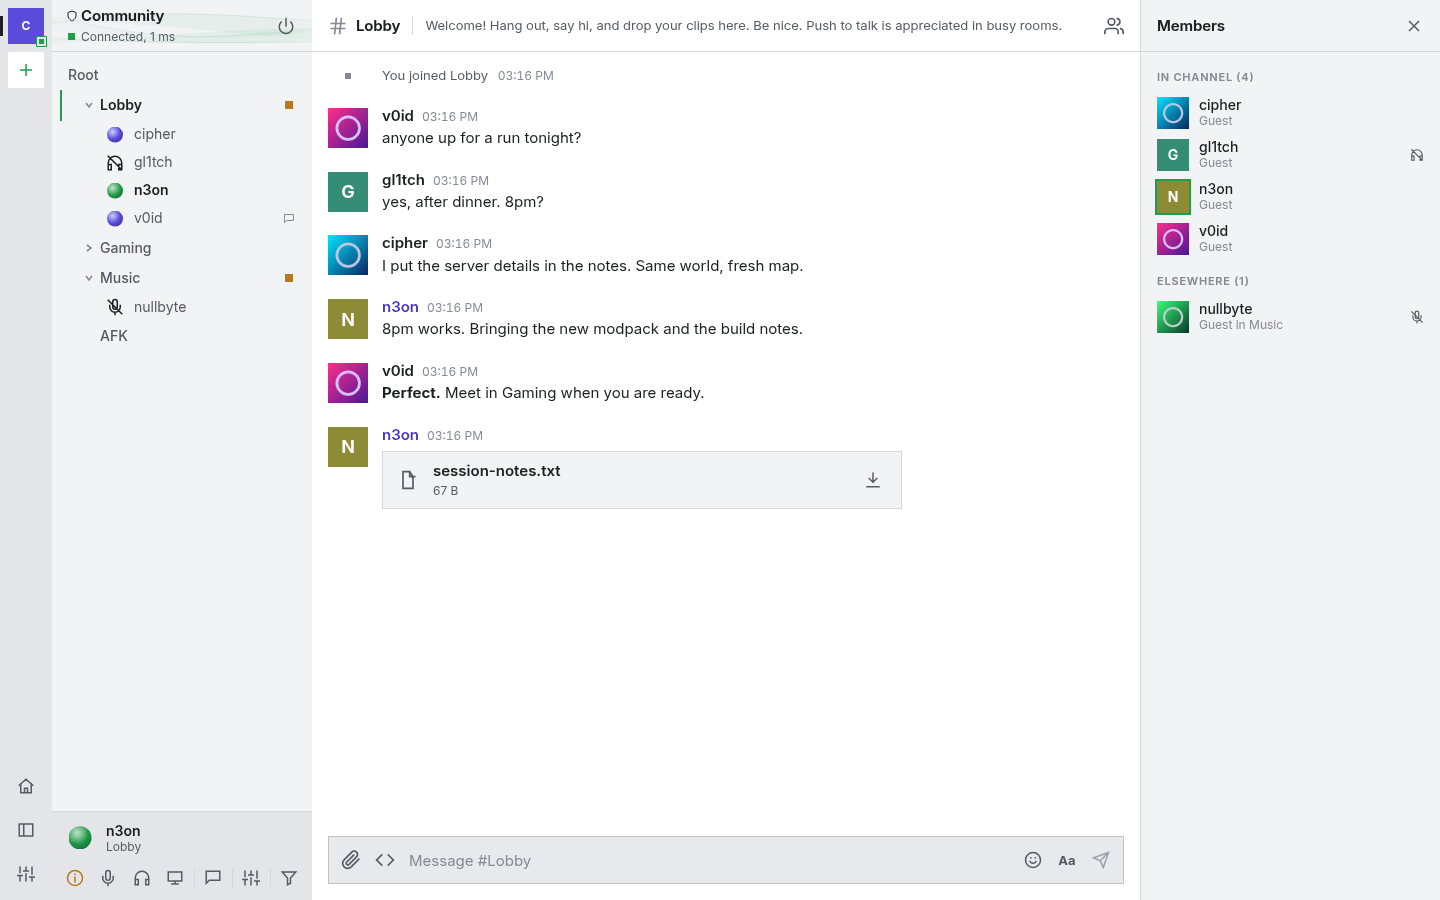 C
Community
Connected, 1 ms
Root
Lobby
cipher
gl1tch
n3on
v0id
Gaming
Music
nullbyte
AFK
n3on
Lobby
Lobby
Welcome! Hang out, say hi, and drop your clips here. Be nice. Push to talk is appreciated in busy rooms.
You joined Lobby 03:16 PM
v0id 03:16 PM
anyone up for a run tonight?
G
gl1tch 03:16 PM
yes, after dinner. 8pm?
cipher 03:16 PM
I put the server details in the notes. Same world, fresh map.
N
n3on 03:16 PM
8pm works. Bringing the new modpack and the build notes.
v0id 03:16 PM
Perfect. Meet in Gaming when you are ready.
N
n3on 03:16 PM
session-notes.txt
67 B
Message #Lobby
Aa
Members
IN CHANNEL (4)
cipher
Guest
G
gl1tch
Guest
N
n3on
Guest
v0id
Guest
ELSEWHERE (1)
nullbyte
Guest in Music